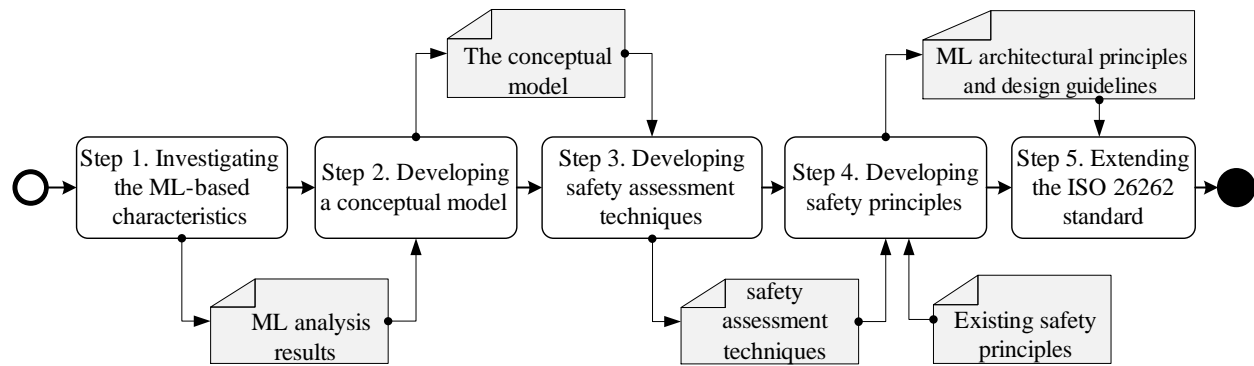 The conceptual
model
ML architectural principles
and design guidelines
Step 1. Investigating
the ML-based
characteristics
Step 2. Developing
a conceptual model
Step 3. Developing
safety assessment
techniques
Step 4. Developing
safety principles
Step 5. Extending
the ISO 26262
standard
ML analysis
results
safety
assessment
techniques
Existing safety
principles